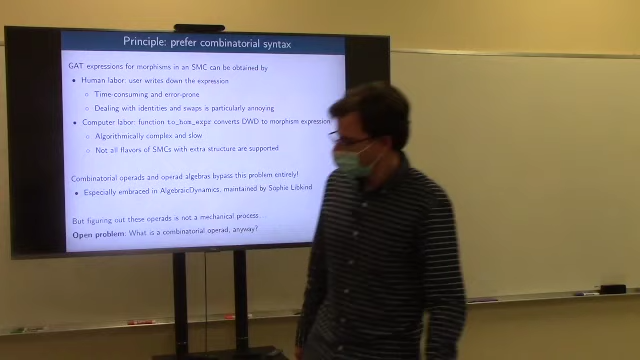 Principle: prefer combinatorial syntax
GAT expressions for morphisms in an SMC can be obtained by
• Human labor: user writes down the expression
○ Time-consuming and error-prone
○ Dealing with identities and swaps is particularly annoying
• Computer labor: function to_hom_expr converts DWD to morphism expression
○ Algorithmically complex and slow
○ Not all flavors of SMCs with extra structure are supported
Combinatorial operads and operad algebras bypass this problem entirely!
• Especially embraced in AlgebraicDynamics, maintained by Sophie Libkind
But figuring out these operads is not a mechanical process
Open problem: What is a combinatorial operad, anyway?